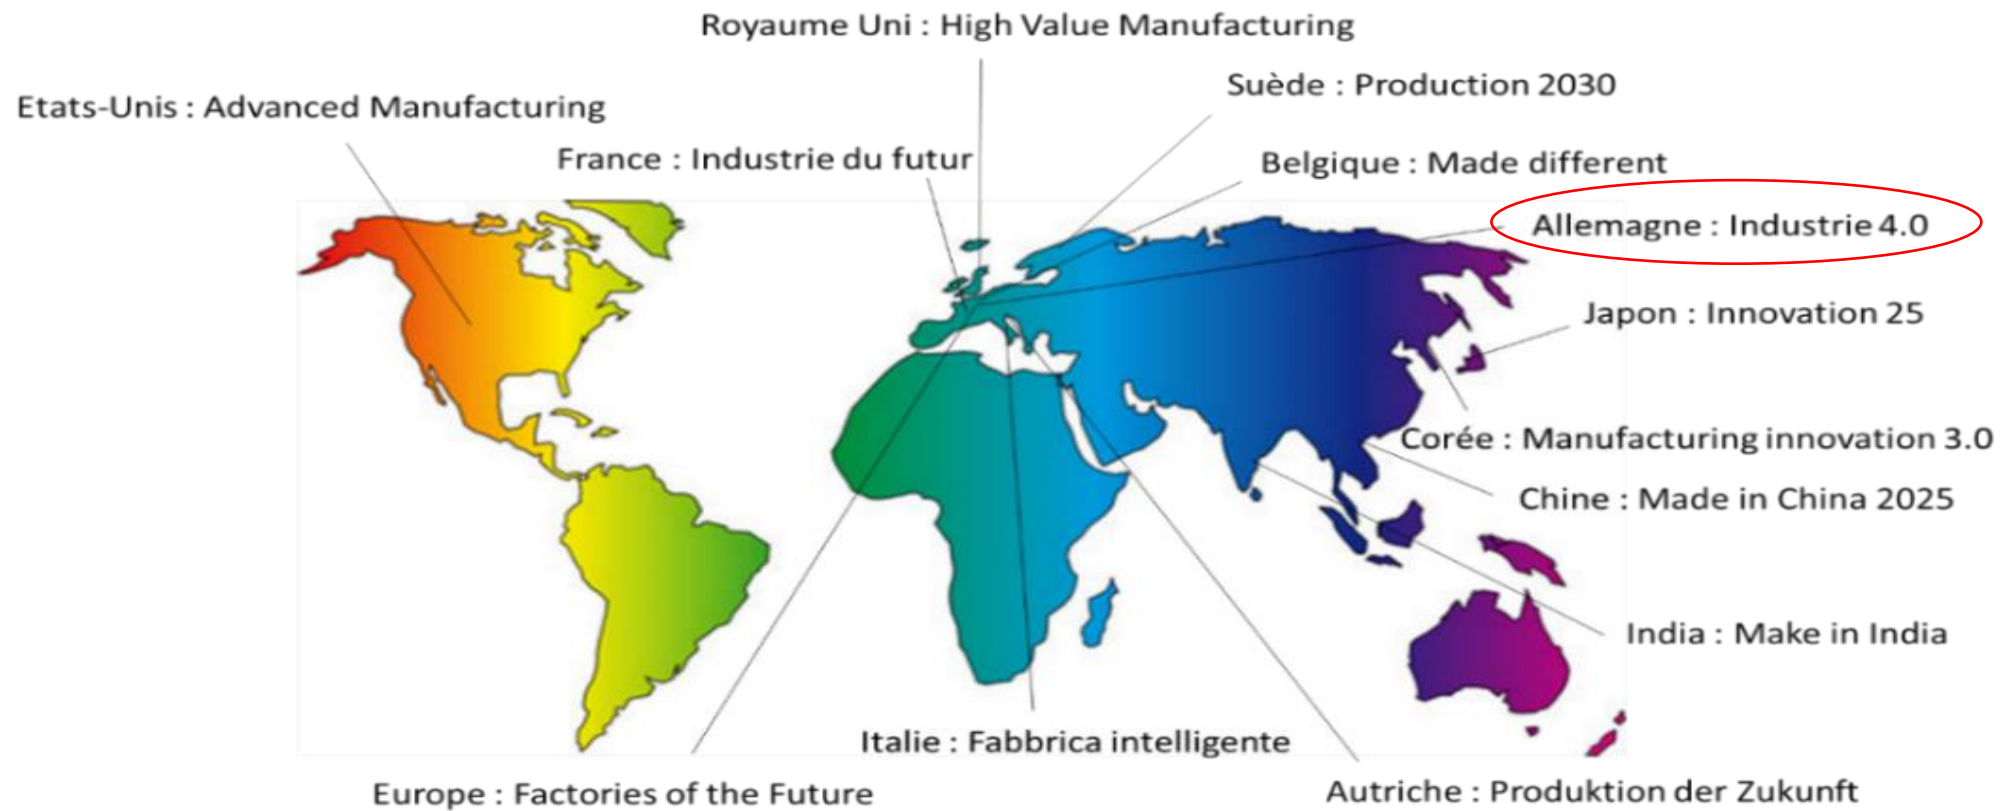 Royaume Uni : High Value Manufacturing
Suède : Production 2030
Etats-Unis : Advanced Manufacturing
France : Industrie du futur
Belgique : Made different
Allemagne : Industrie 4.0
Japon : Innovation 25
Corée : Manufacturing innovation 3.0
Chine : Made in China 2025
India : Make in India
Italie : Fabbrica intelligente
Europe : Factories of the Future
Autriche : Produktion der Zukunft